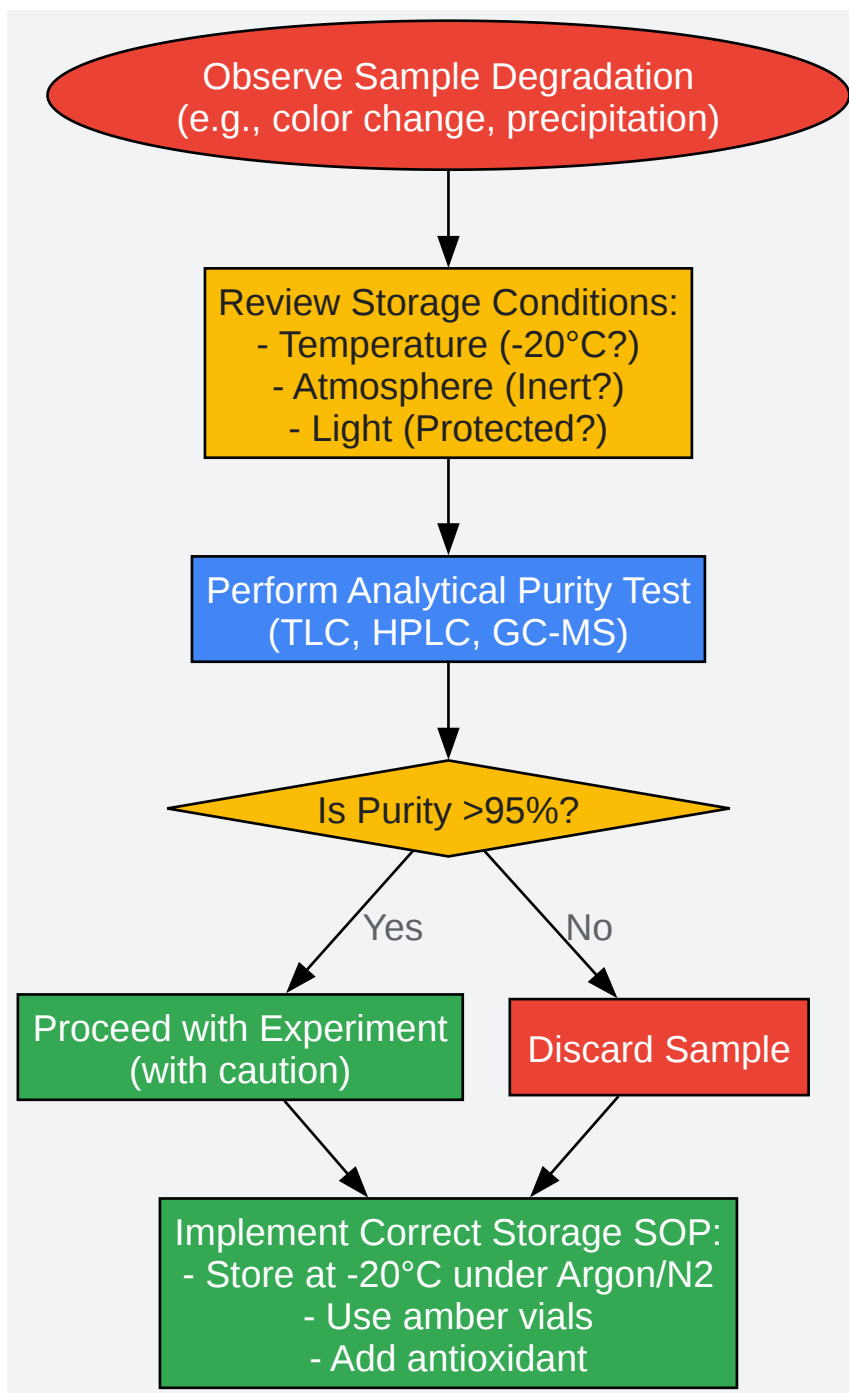 Observe Sample Degradation
(e.g., color change, precipitation)
Review Storage Conditions:
- Temperature (-20°C?)
- Atmosphere (Inert?)
- Light (Protected?)
Perform Analytical Purity Test
(TLC, HPLC, GC-MS)
Is Purity >95%?
Yes
No
Proceed with Experiment
(with caution)
Discard Sample
Implement Correct Storage SOP:
- Store at -20°C under Argon/N2
- Use amber vials
- Add antioxidant